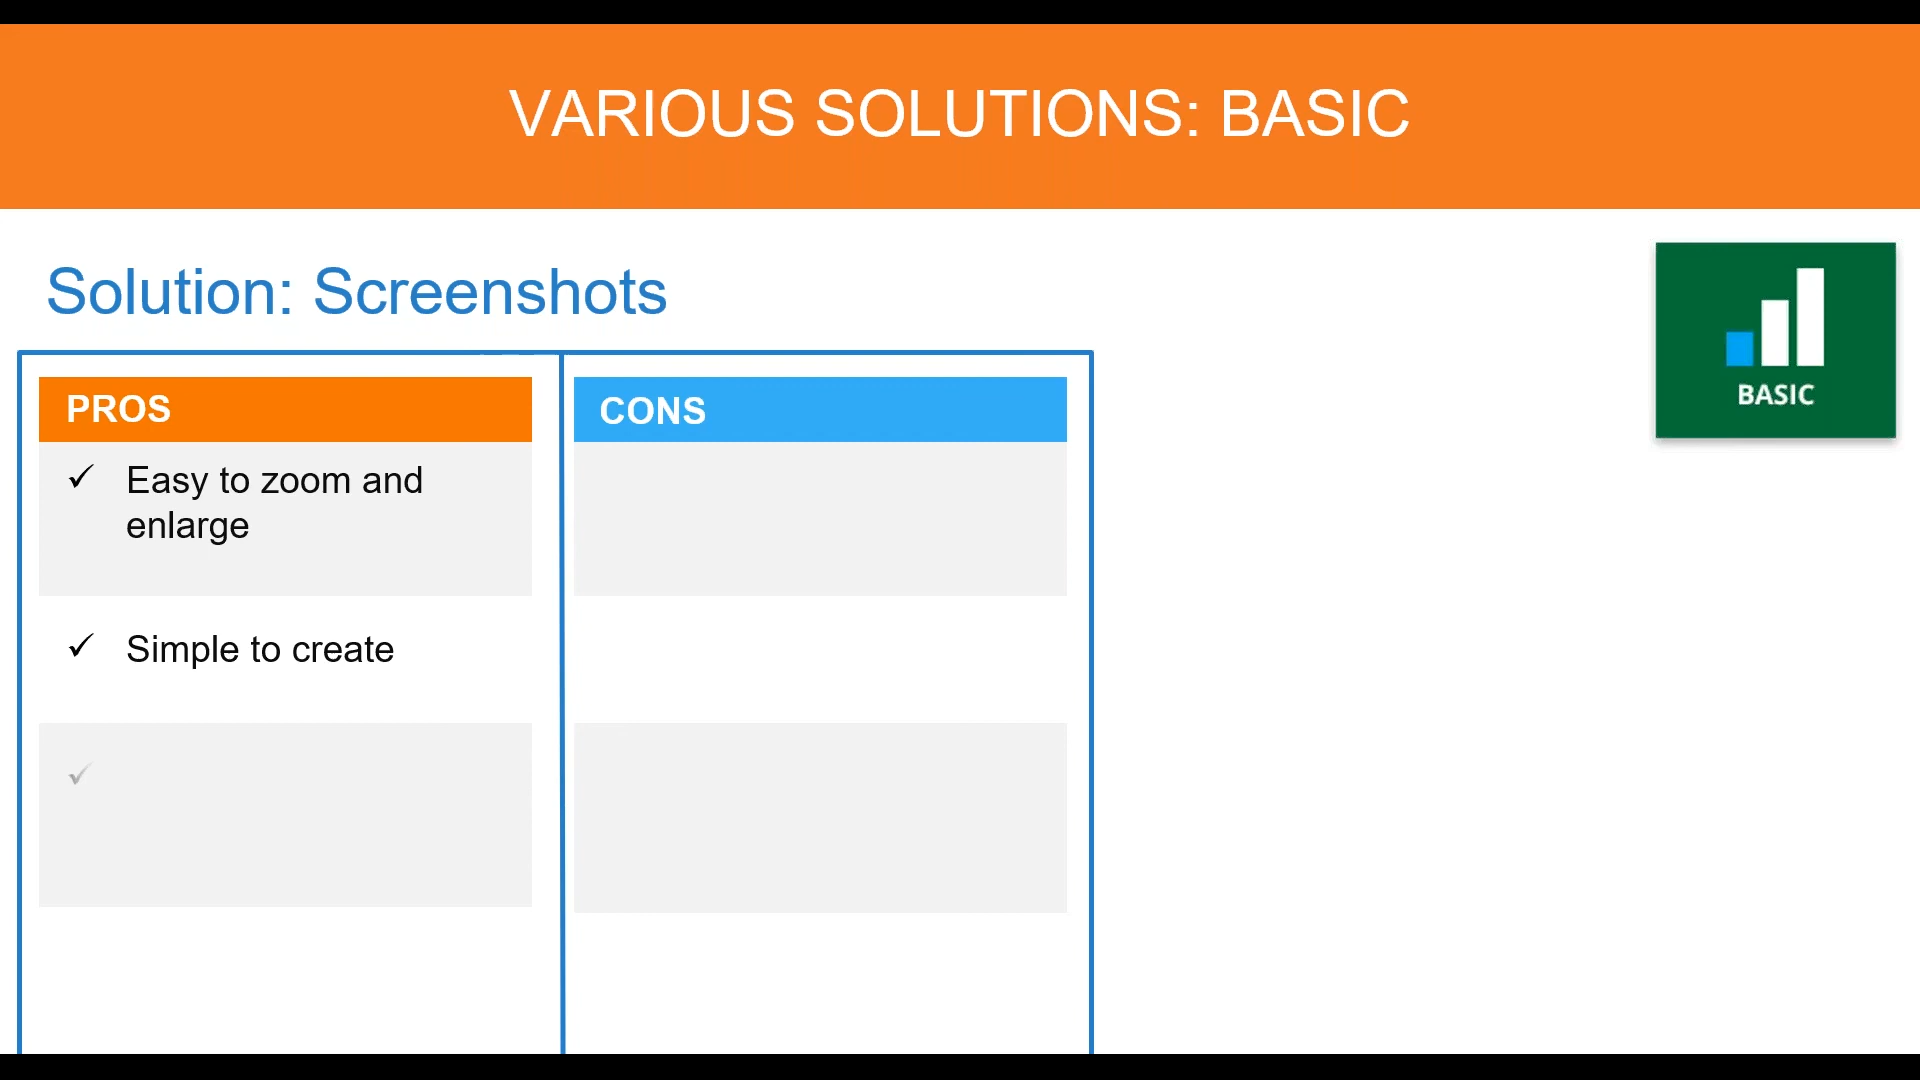 VARIOUS SOLUTIONS: BASIC
Solution: Screenshots
BASIC
PROS
CONS
✓ Easy to zoom and
enlarge
✓ Simple to create
✓